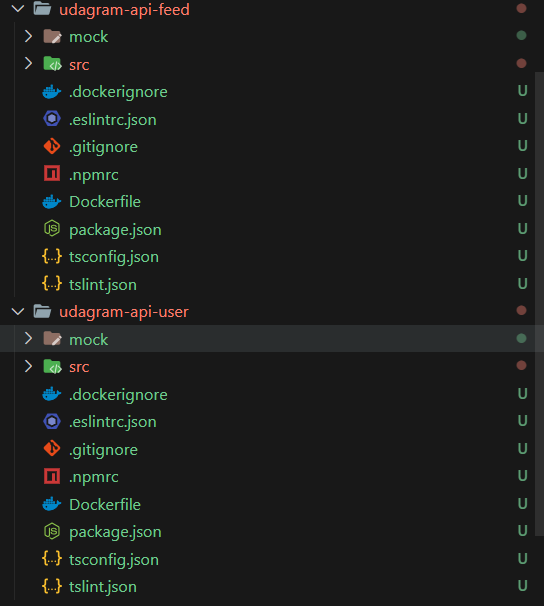 udagram-api-feed
mock
src
.dockerignore U
.eslintrc.json U
.gitignore U
.npmrc U
Dockerfile U
package.json U
tsconfig.json U
tslint.json U
udagram-api-user
mock
src
.dockerignore U
.eslintrc.json U
.gitignore U
.npmrc U
Dockerfile U
package.json U
tsconfig.json U
tslint.json U